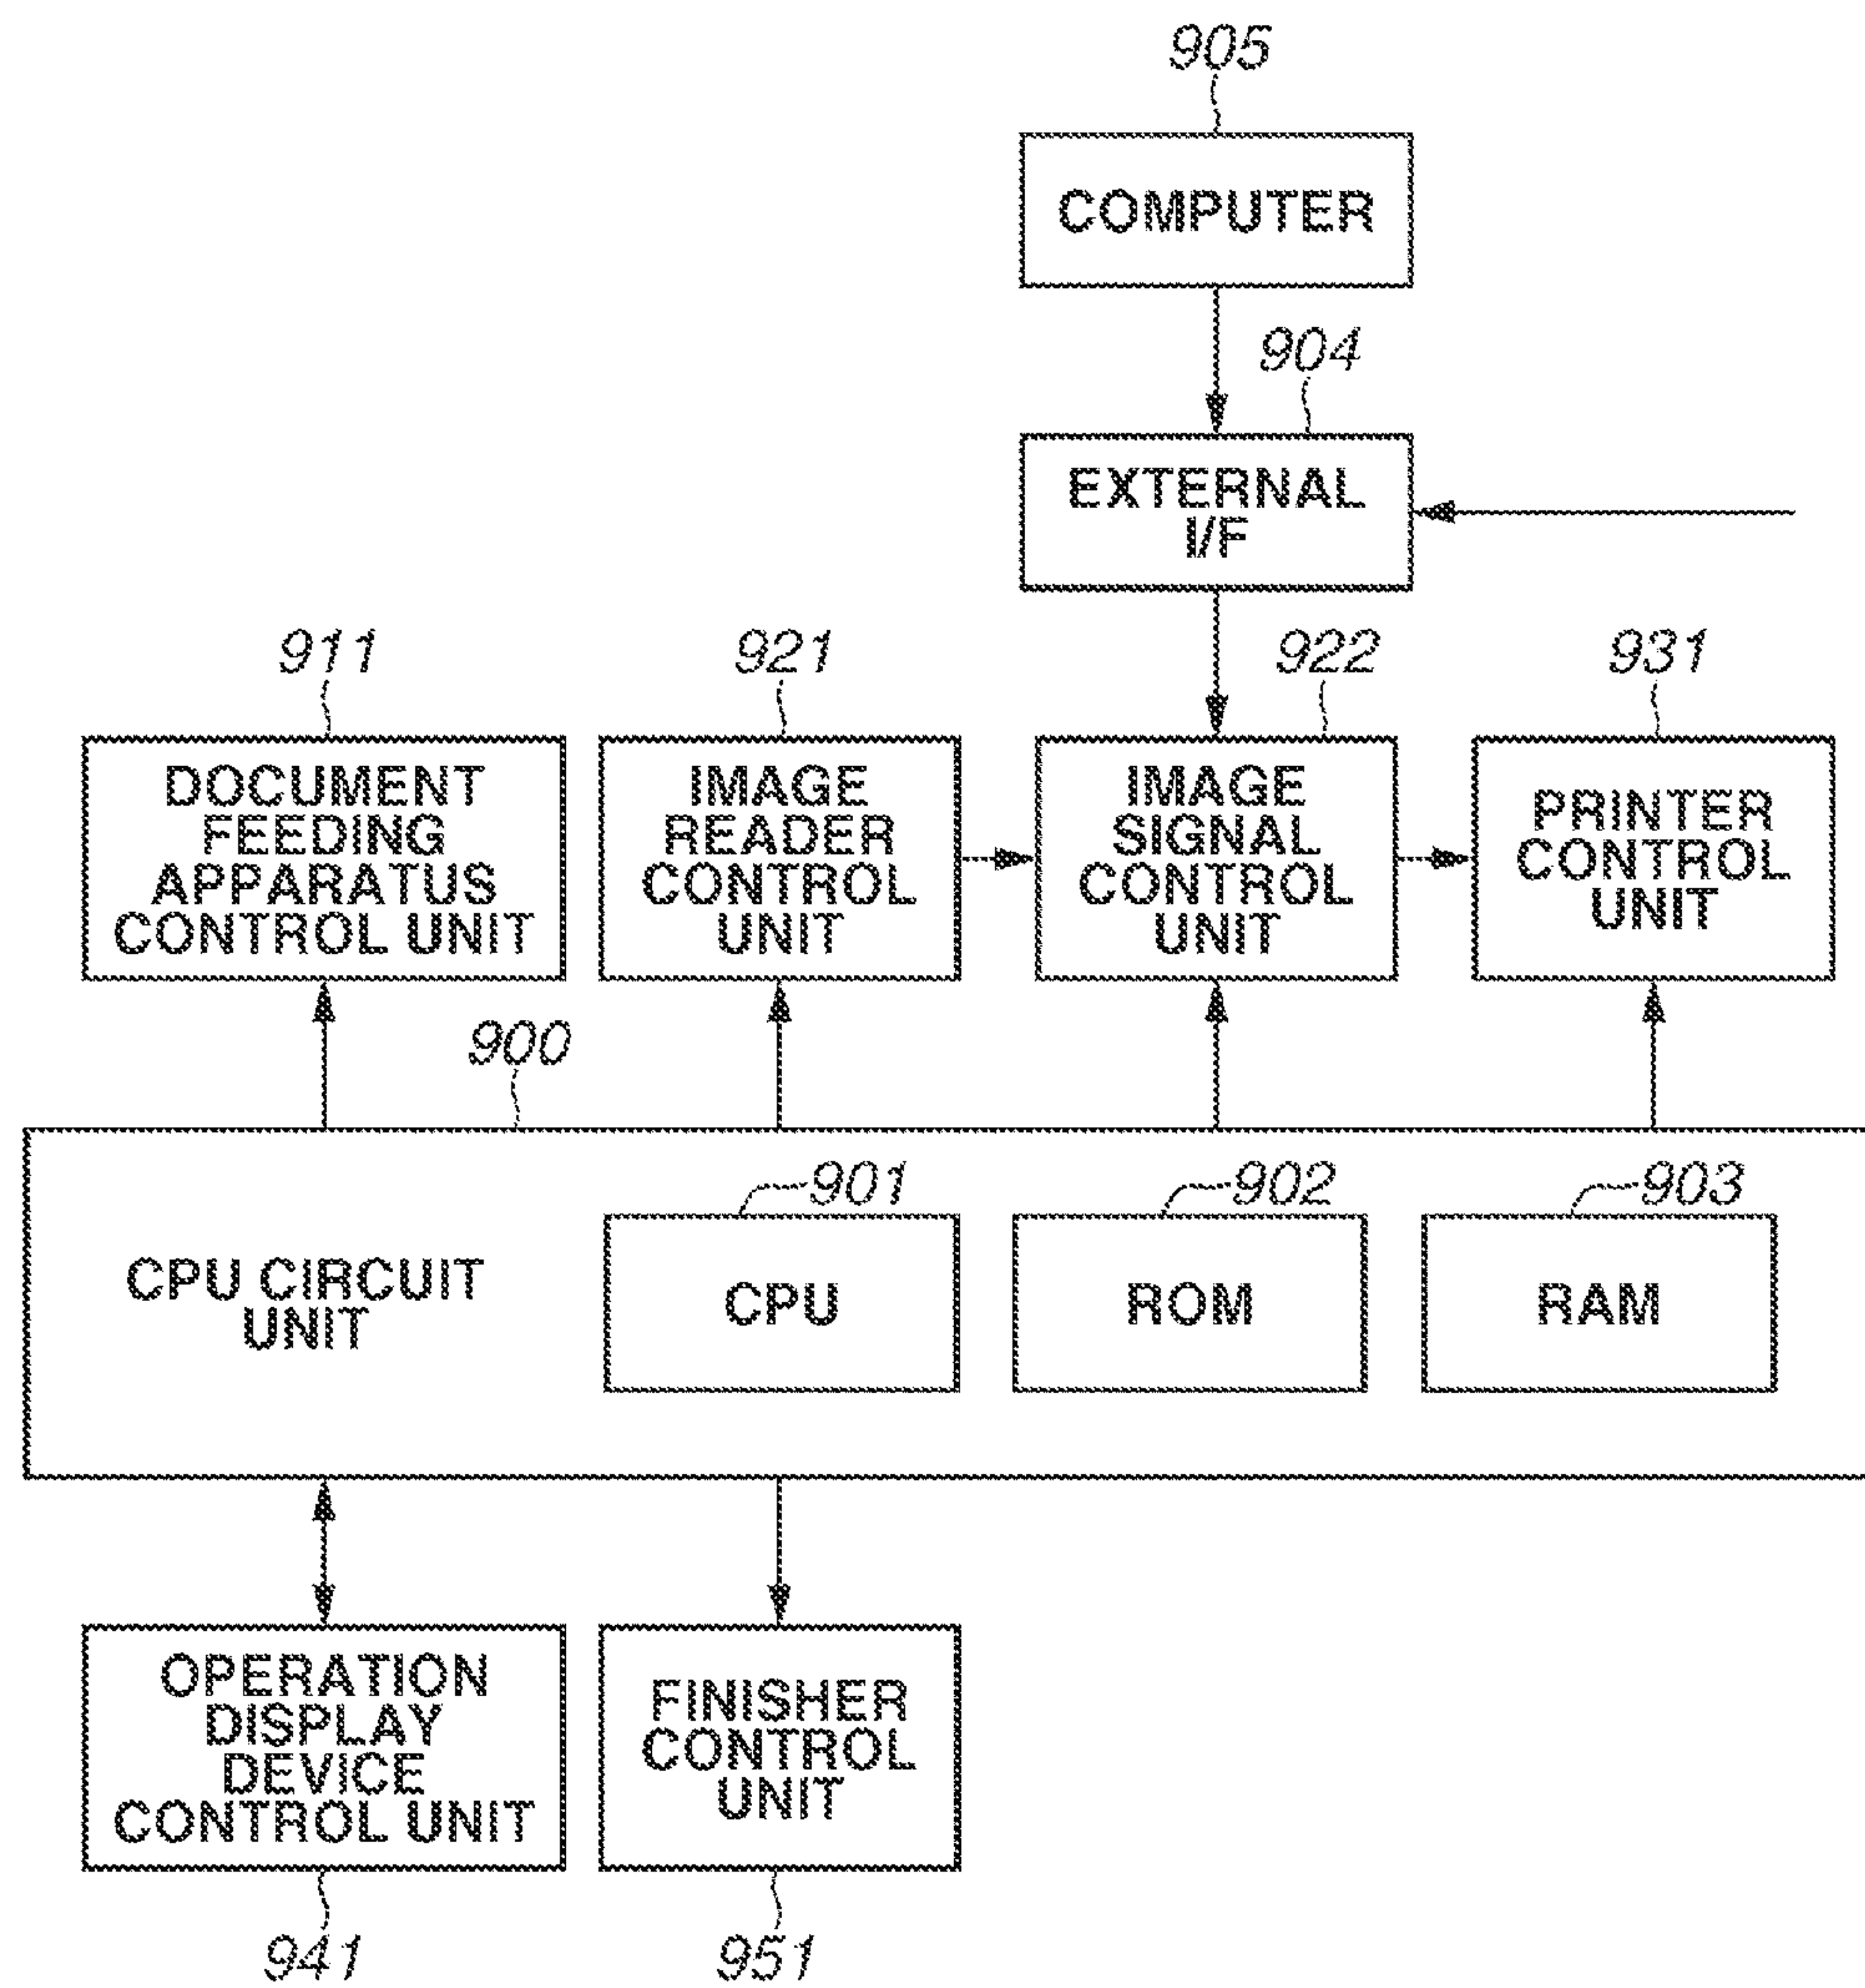 905
COMPUTER
904
EXTERNAL
I/F
911
921
922
931
DOCUMENT
FEEDING
APPARATUS
CONTROL UNIT
IMAGE
READER
CONTROL
UNIT
IMAGE
SIGNAL
CONTROL
UNIT
PRINTER
CONTROL
UNIT
900
901
902
903
CPU CIRCUIT
UNIT
CPU
ROM
RAM
OPERATION
DISPLAY
DEVICE
CONTROL UNIT
FINISHER
CONTROL
UNIT
941
951